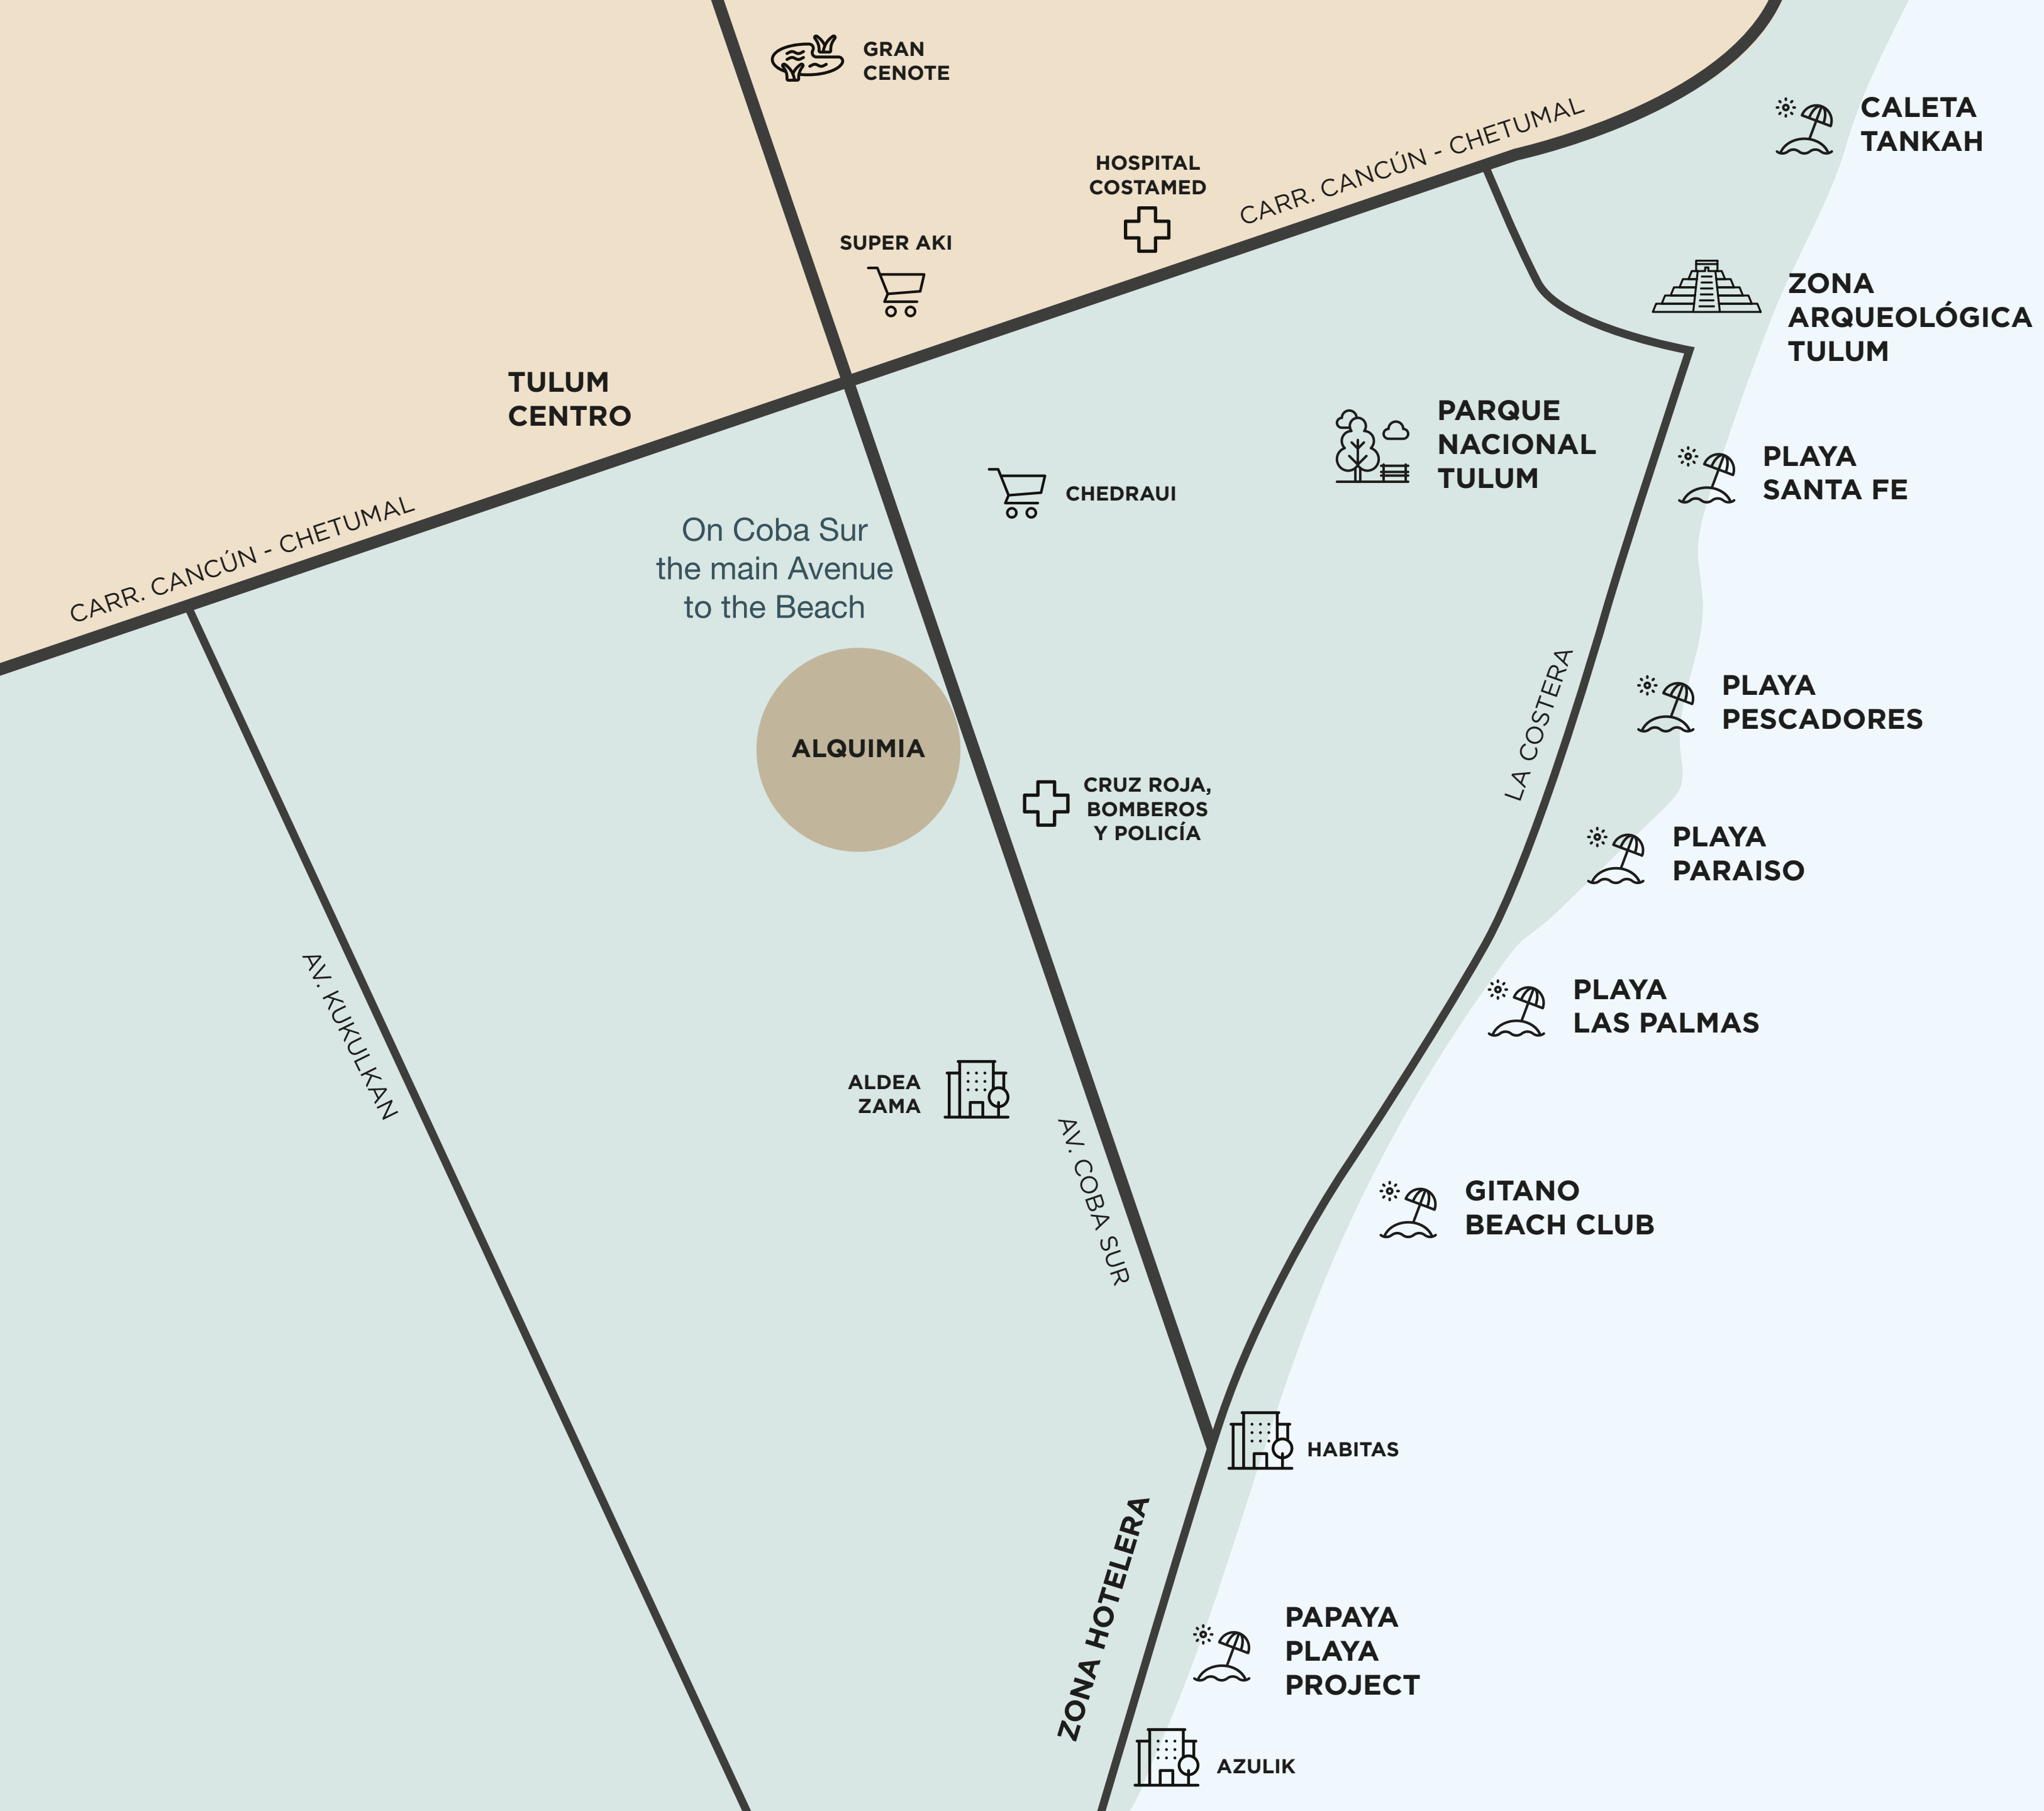 GRAN
CENOTE
CALETA
TANKAH
CARR. CANCÚN - CHETUMAL
HOSPITAL
COSTAMED
SUPER AKI
ZONA
ARQUEOLÓGICA
TULUM
TULUM
CENTRO
PARQUE
NACIONAL
TULUM
PLAYA
SANTA FE
CHEDRAUI
CARR. CANCÚN - CHETUMAL
On Coba Sur
the main Avenue
to the Beach
LA COSTERA
PLAYA
PESCADORES
ALQUIMIA
CRUZ ROJA,
BOMBEROS
Y POLICÍA
PLAYA
PARAISO
AV. KUKULKAN
PLAYA
LAS PALMAS
ALDEA
ZAMA
AV. COBA SUR
GITANO
BEACH CLUB
HABITAS
ZONA HOTELERA
PAPAYA
PLAYA
PROJECT
AZULIK